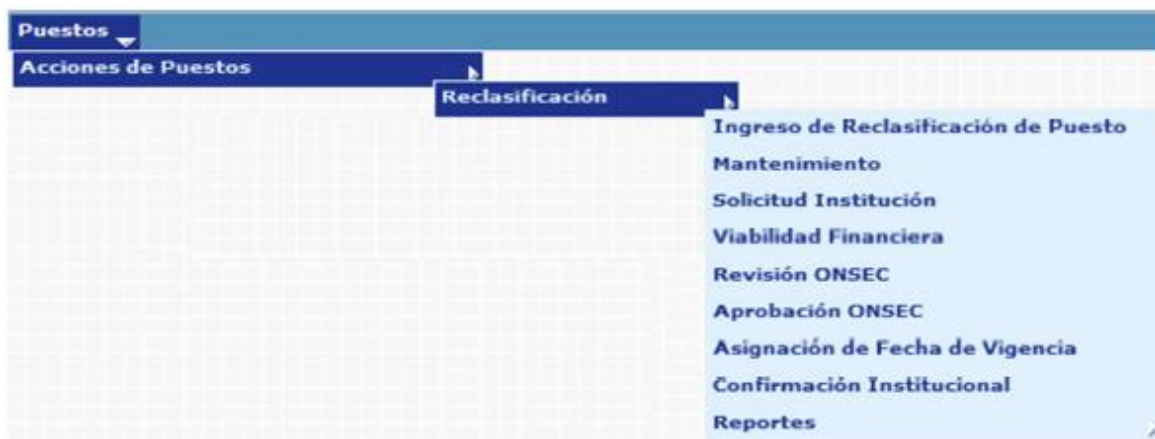 Puestos
Acciones de Puestos
Reclasificación
Ingreso de Reclasificación de Puesto
Mantenimiento
Solicitud Institución
Viabilidad Financiera
Revisión ONSEC
Aprobación ONSEC
Asignación de Fecha de Vigencia
Confirmación Institucional
Reportes